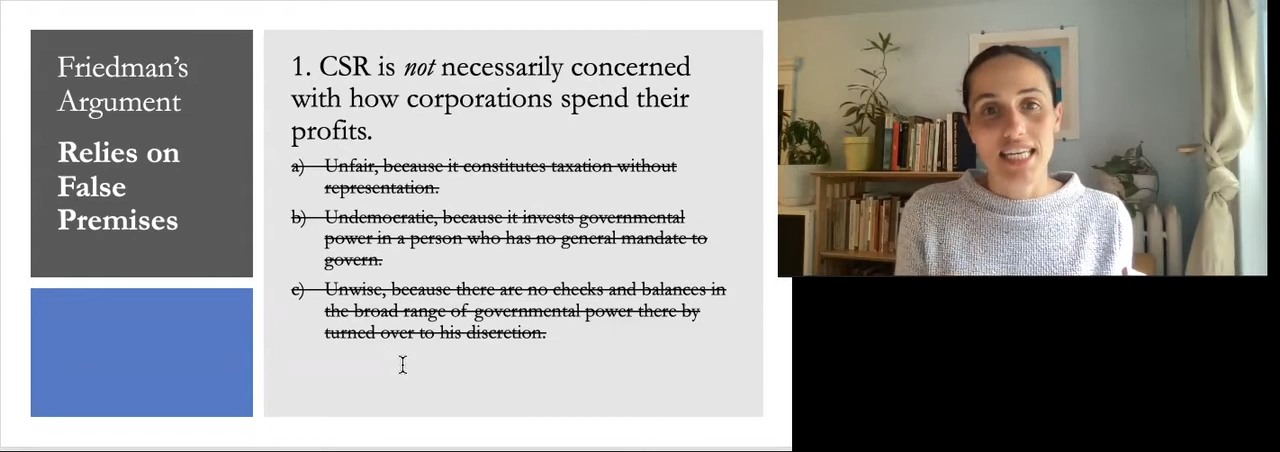 Friedman's
Argument
Relies on
False
Premises
1. CSR is not necessarily concerned
with how corporations spend their
profits.
a) Unfair, because it constitutes taxation without
representation.
b) Undemocratic, because it invests governmental
power in a person who has no general mandate to
govern.
c) Unwise, because there are no checks and balances in
the broad range of governmental power there by
turned over to his discretion.